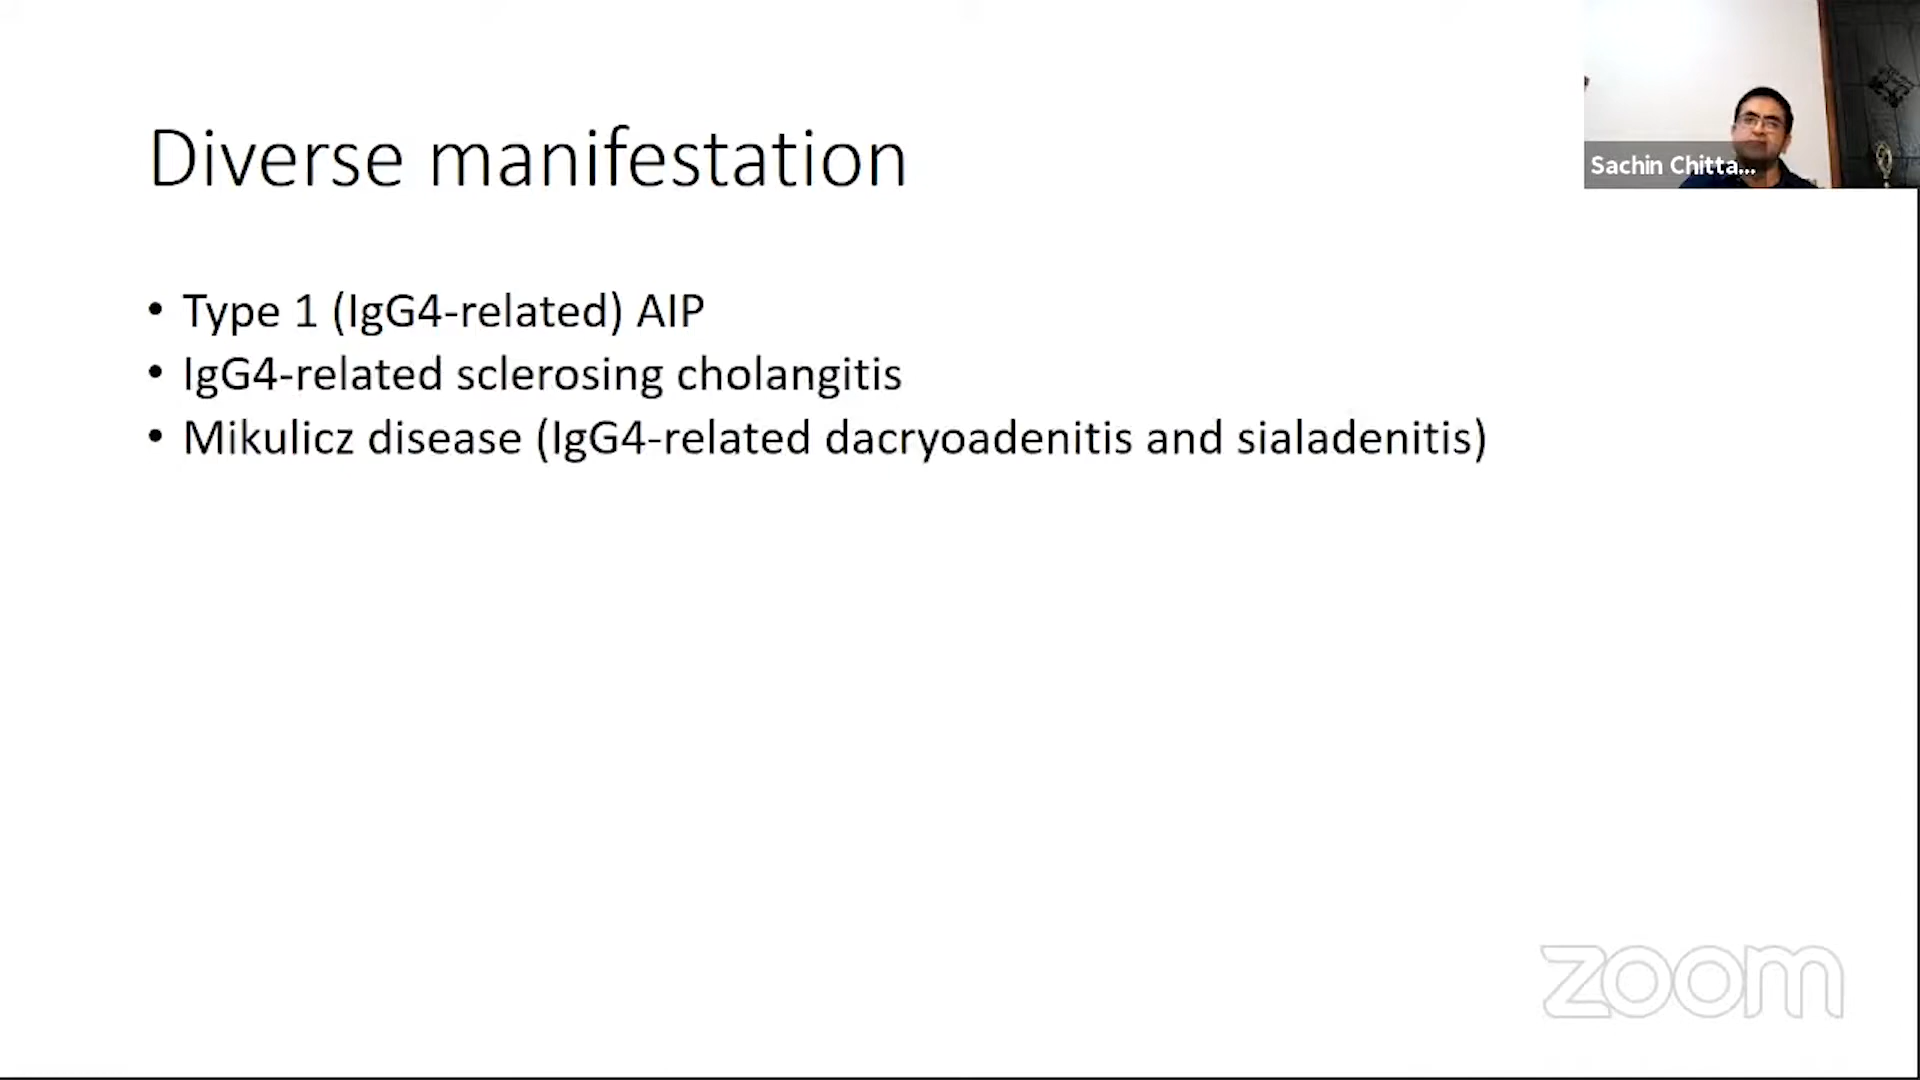 Diverse manifestation
Sachin Chitta...
• Type 1 (IgG4-related) AIP
• IgG4-related sclerosing cholangitis
• Mikulicz disease (IgG4-related dacryoadenitis and sialadenitis)
zoom